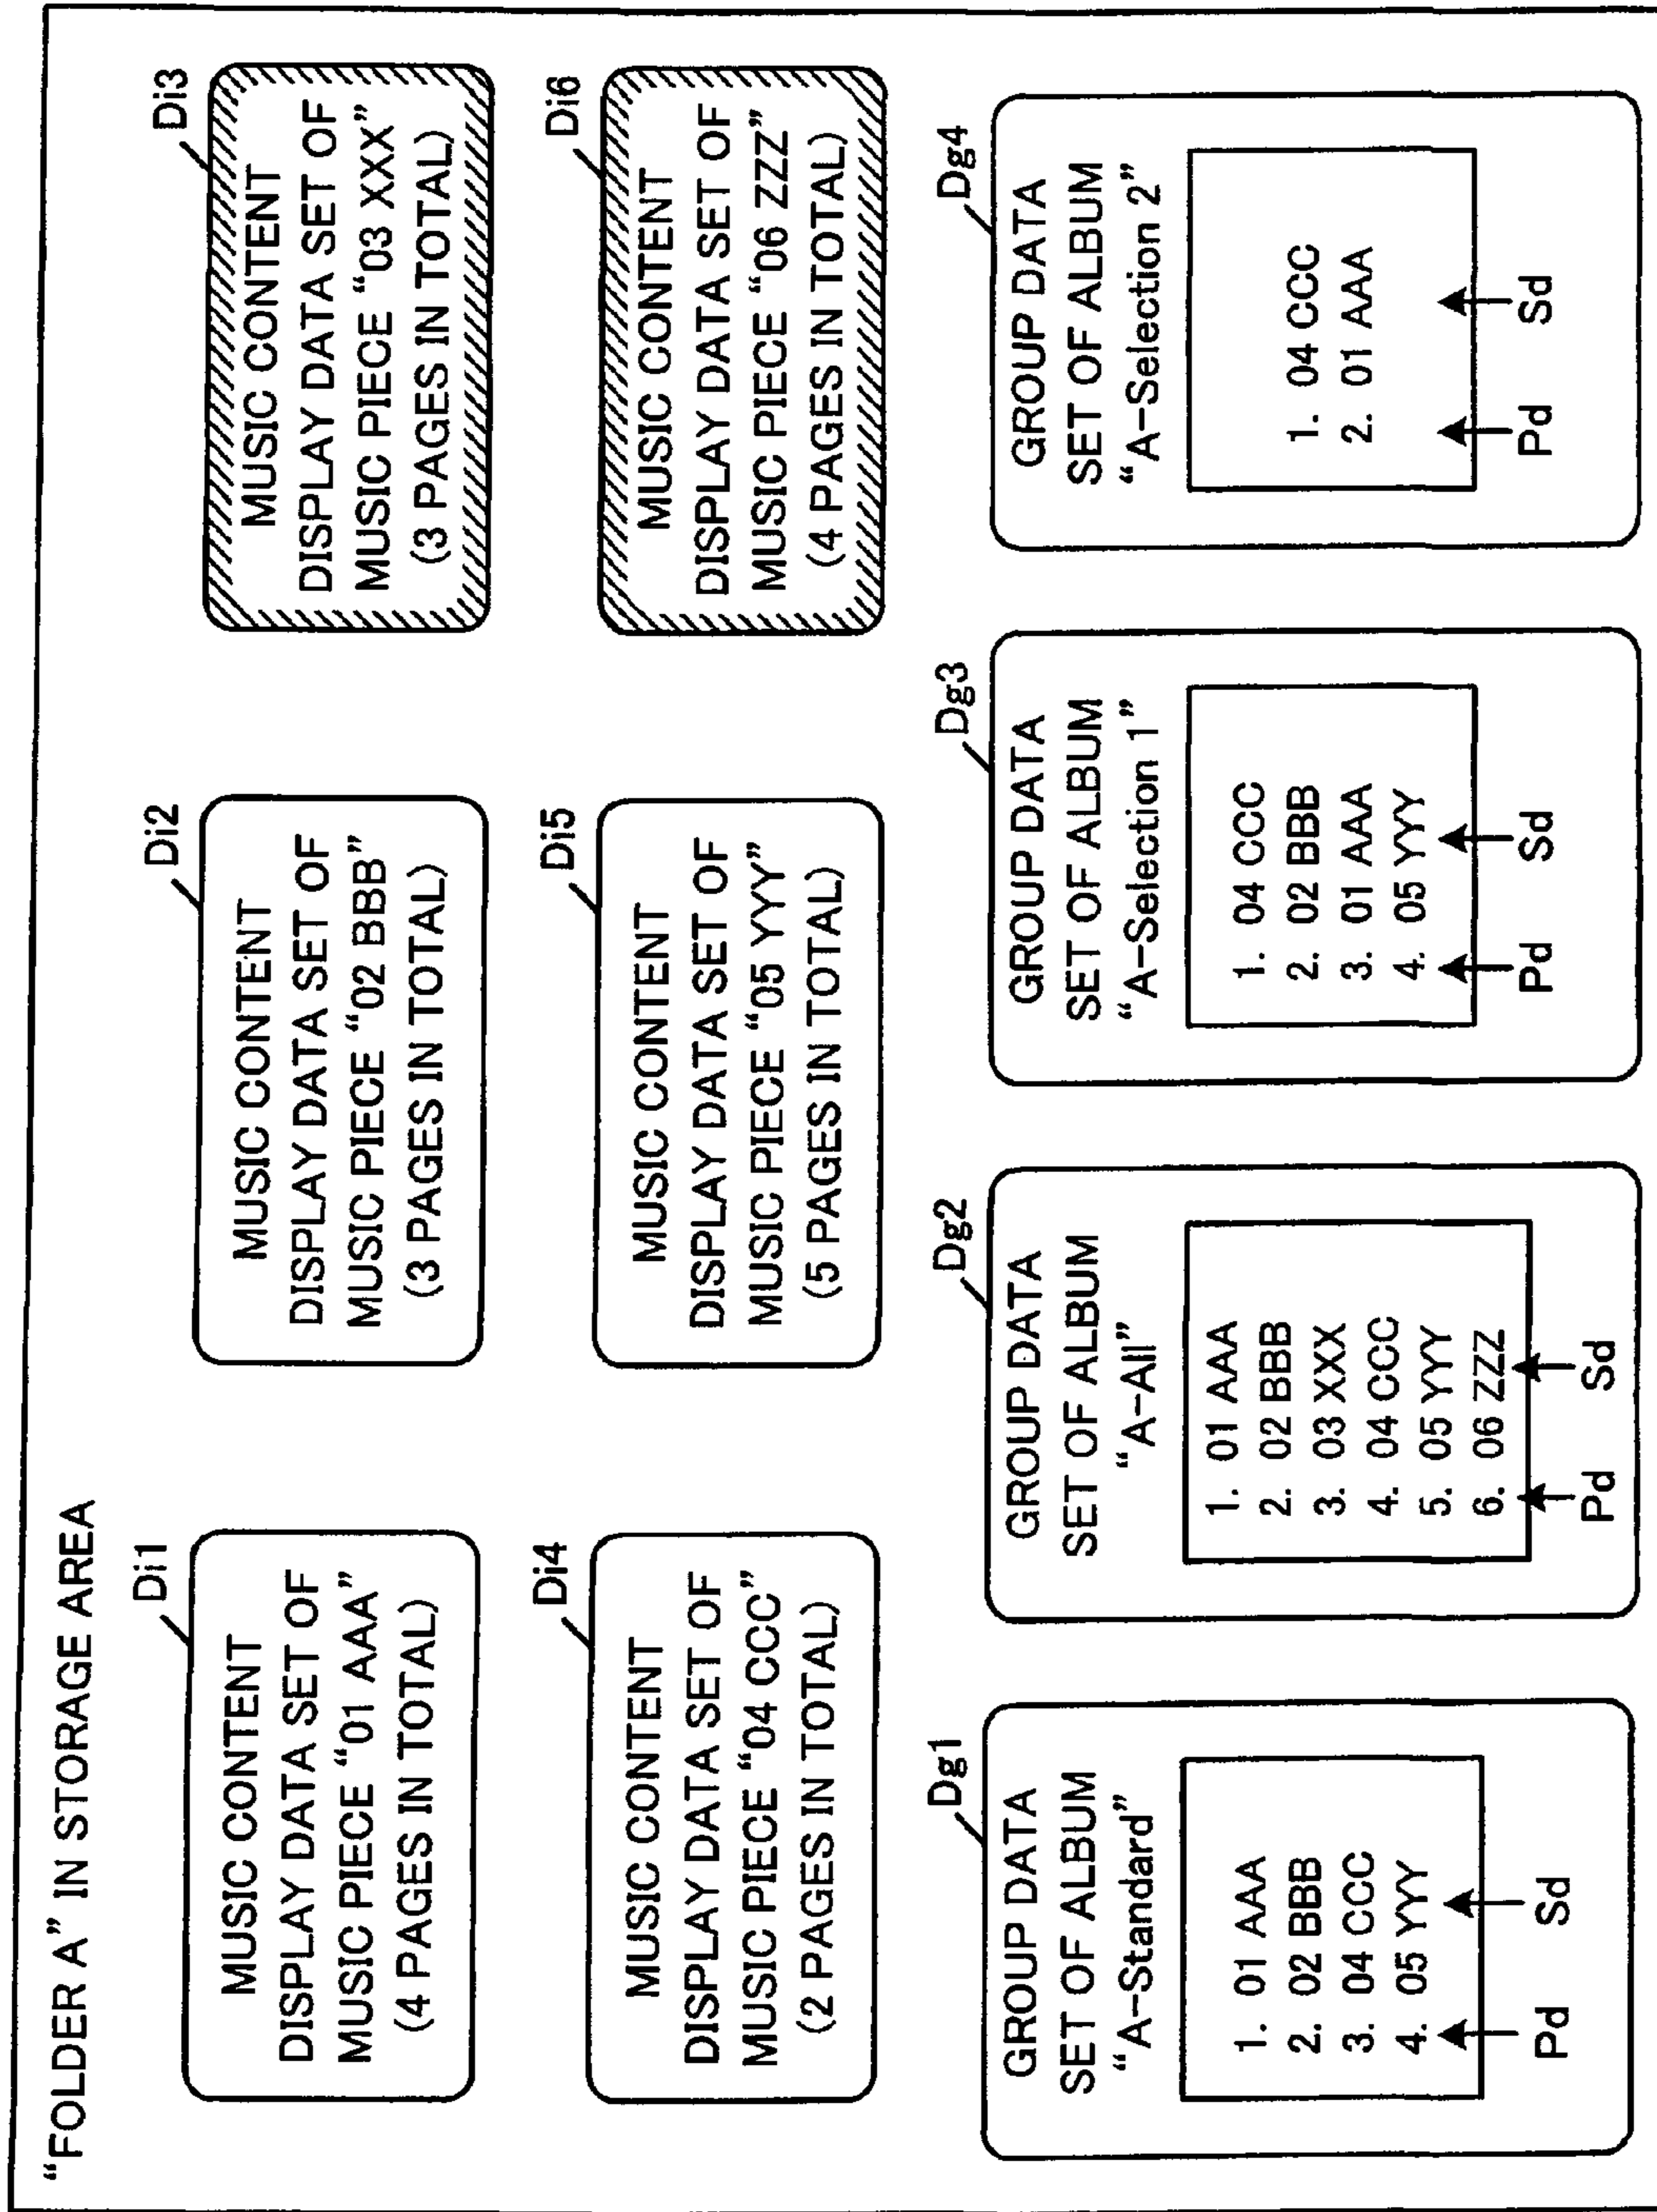 “FOLDER A” IN STORAGE AREA
Di1
MUSIC CONTENT
DISPLAY DATA SET OF
MUSIC PIECE “01 AAA”
(4 PAGES IN TOTAL)
Di2
MUSIC CONTENT
DISPLAY DATA SET OF
MUSIC PIECE “02 BBB”
(3 PAGES IN TOTAL)
Di3
MUSIC CONTENT
DISPLAY DATA SET OF
MUSIC PIECE “03 XXX”
(3 PAGES IN TOTAL)
Di4
MUSIC CONTENT
DISPLAY DATA SET OF
MUSIC PIECE “04 CCC”
(2 PAGES IN TOTAL)
Di5
MUSIC CONTENT
DISPLAY DATA SET OF
MUSIC PIECE “05 YYY”
(5 PAGES IN TOTAL)
Di6
MUSIC CONTENT
DISPLAY DATA SET OF
MUSIC PIECE “06 ZZZ”
(4 PAGES IN TOTAL)
Dg1
GROUP DATA
SET OF ALBUM
“A-Standard”
1. 01 AAA
2. 02 BBB
3. 04 CCC
4. 05 YYY
Pd Sd
Dg2
GROUP DATA
SET OF ALBUM
“A-All”
1. 01 AAA
2. 02 BBB
3. 03 XXX
4. 04 CCC
5. 05 YYY
6. 06 ZZZ
Pd Sd
Dg3
GROUP DATA
SET OF ALBUM
“A-Selection 1”
1. 04 CCC
2. 02 BBB
3. 01 AAA
4. 05 YYY
Pd Sd
Dg4
GROUP DATA
SET OF ALBUM
“A-Selection 2”
1. 04 CCC
2. 01 AAA
Pd Sd